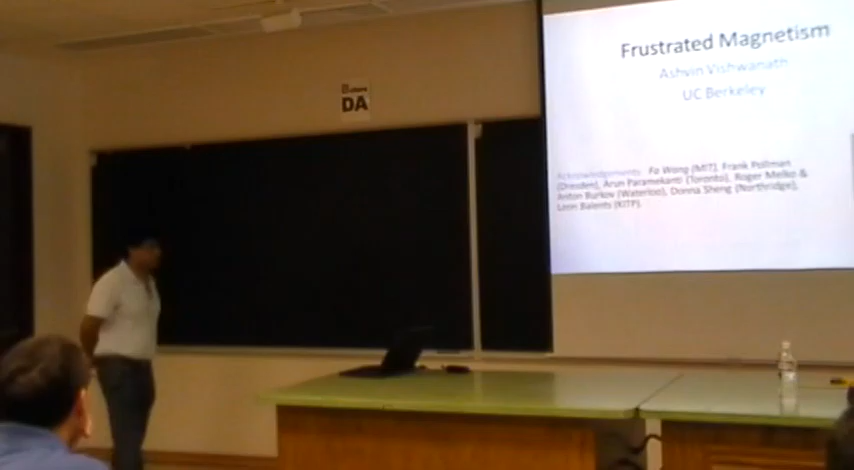 DA
Frustrated Magnetism
Ashvin Vishwanath
UC Berkeley
Acknowledgements: Fa Wang (MIT), Frank Pollman
(Dresden), Arun Paramekanti (Toronto), Roger Melko &
Anton Burkov (Waterloo), Donna Sheng (Northridge),
Leon Balents (KITP).